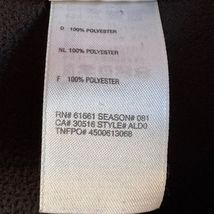 D 100% POLYESTER
NL 100% POLYESTER
F 100% POLYESTER
RN# 61661 SEASON# 081
CA# 30516 STYLE# ALD0
TNFPO# 4500613068